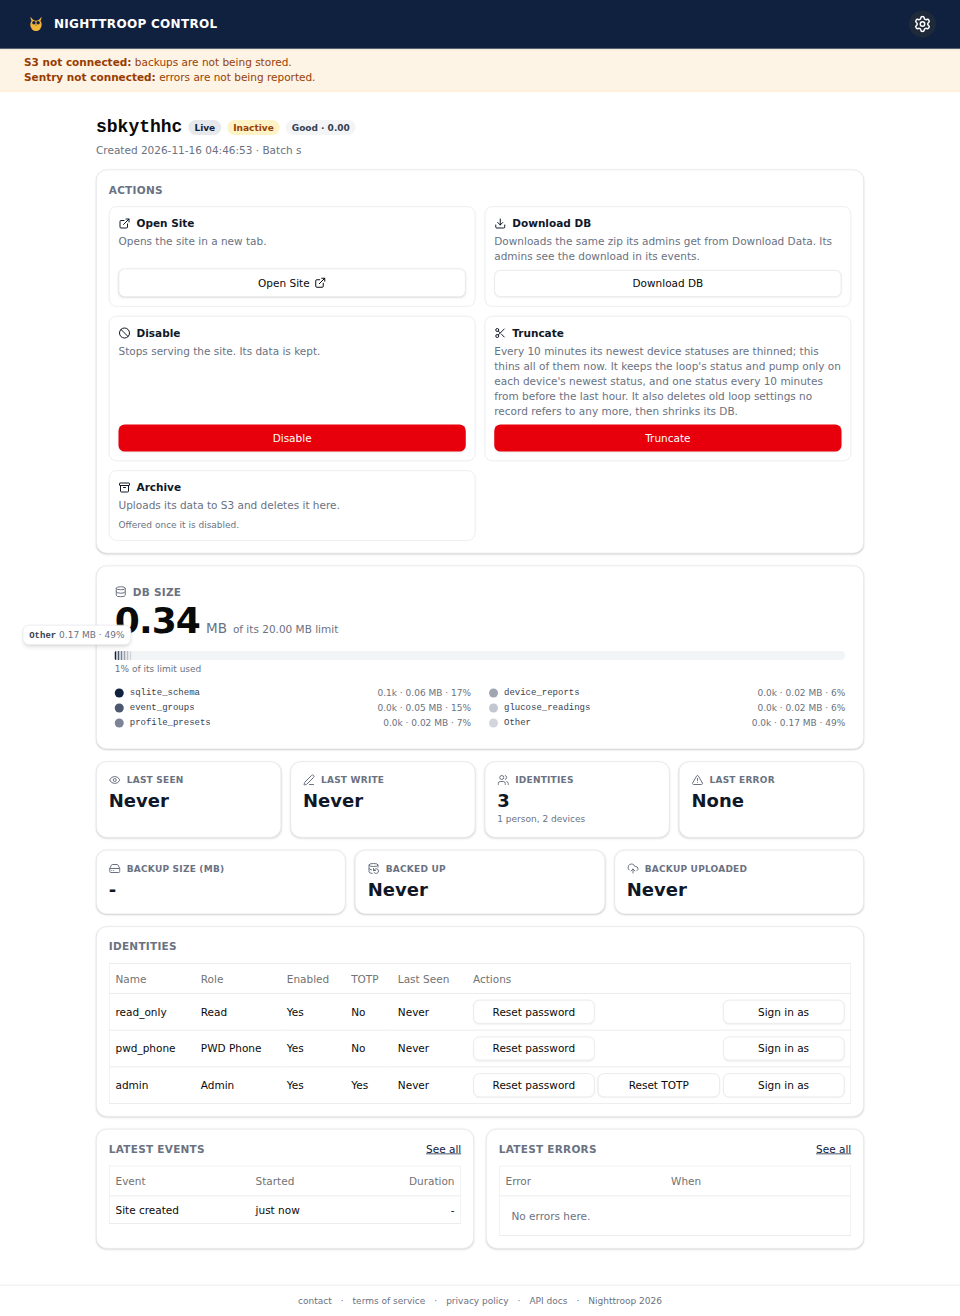 NIGHTTROOP CONTROL
S3 not connected: backups are not being stored.
Sentry not connected: errors are not being reported.
sbkythhc Live Inactive Good · 0.00
Created 2026-11-16 04:46:53 · Batch s
ACTIONS
Open Site
Opens the site in a new tab.
Open Site
Download DB
Downloads the same zip its admins get from Download Data. Its
admins see the download in its events.
Download DB
Disable
Stops serving the site. Its data is kept.
Disable
Truncate
Every 10 minutes its newest device statuses are thinned; this
thins all of them now. It keeps the loop's status and pump only on
each device's newest status, and one status every 10 minutes
from before the last hour. It also deletes old loop settings no
record refers to any more, then shrinks its DB.
Truncate
Archive
Uploads its data to S3 and deletes it here.
Offered once it is disabled.
DB SIZE
0.34 MB of its 20.00 MB limit
Other 0.17 MB · 49%
1% of its limit used
sqlite_schema 0.1k · 0.06 MB · 17%
event_groups 0.0k · 0.05 MB · 15%
profile_presets 0.0k · 0.02 MB · 7%
device_reports 0.0k · 0.02 MB · 6%
glucose_readings 0.0k · 0.02 MB · 6%
Other 0.0k · 0.17 MB · 49%
LAST SEEN
Never
LAST WRITE
Never
IDENTITIES
3
1 person, 2 devices
LAST ERROR
None
BACKUP SIZE (MB)
-
BACKED UP
Never
BACKUP UPLOADED
Never
IDENTITIES
Name Role Enabled TOTP Last Seen Actions
read_only Read Yes No Never Reset password Sign in as
pwd_phone PWD Phone Yes No Never Reset password Sign in as
admin Admin Yes Yes Never Reset password Reset TOTP Sign in as
LATEST EVENTS See all
Event Started Duration
Site created just now -
LATEST ERRORS See all
Error When
No errors here.
contact · terms of service · privacy policy · API docs · Nighttroop 2026